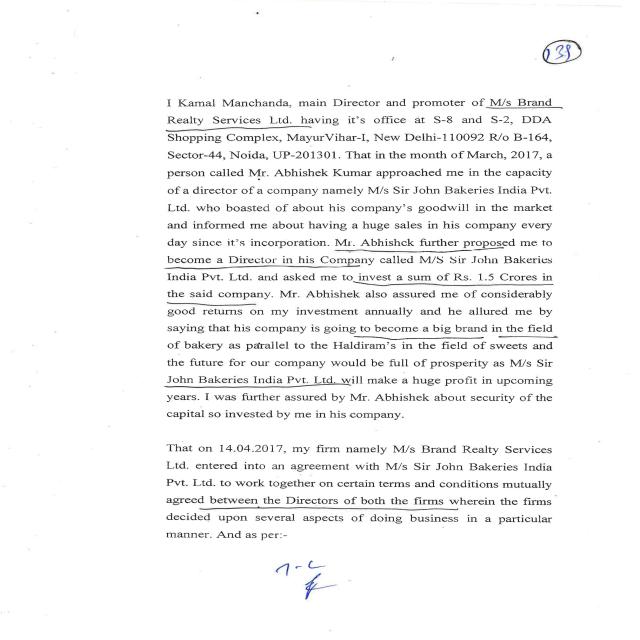 139
I Kamal Manchanda, main Director and promoter of M/s Brand
Realty Services Ltd. having it's office at S-8 and S-2, DDA
Shopping Complex, MayurVihar-I, New Delhi-110092 R/o B-164,
Sector-44, Noida, UP-201301. That in the month of March, 2017, a
person called Mr. Abhishek Kumar approached me in the capacity
of a director of a company namely M/s Sir John Bakeries India Pvt.
Ltd. who boasted of about his company's goodwill in the market
and informed me about having a huge sales in his company every
day since it's incorporation. Mr. Abhishek further proposed me to
become a Director in his Company called M/S Sir John Bakeries
India Pvt. Ltd. and asked me to invest a sum of Rs. 1.5 Crores in
the said company. Mr. Abhishek also assured me of considerably
good returns on my investment annually and he allured me by
saying that his company is going to become a big brand in the field
of bakery as parallel to the Haldiram's in the field of sweets and
the future for our company would be full of prosperity as M/s Sir
John Bakeries India Pvt. Ltd. will make a huge profit in upcoming
years. I was further assured by Mr. Abhishek about security of the
capital so invested by me in his company.
That on 14.04.2017, my firm namely M/s Brand Realty Services
Ltd. entered into an agreement with M/s Sir John Bakeries India
Pvt. Ltd. to work together on certain terms and conditions mutually
agreed between the Directors of both the firms wherein the firms
decided upon several aspects of doing business in a particular
manner. And as per:-